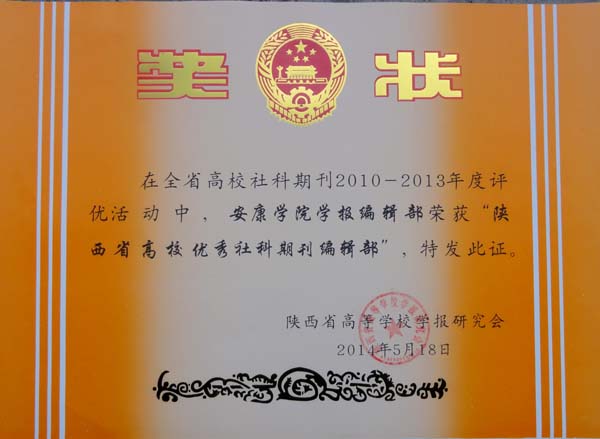 奖状
在全省高校社科期刊2010－2013年度评
优活动中，安康学院学报编辑部荣获“陕
西省高校优秀社科期刊编辑部”，特发此证。
陕西省高等学校学报研究会
2014年5月18日